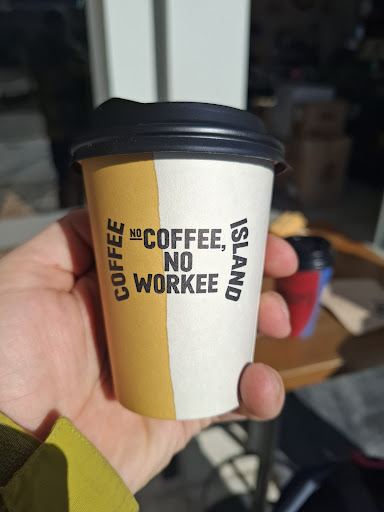 COFFEE
NO COFFEE,
NO
WORKEE
ISLAND